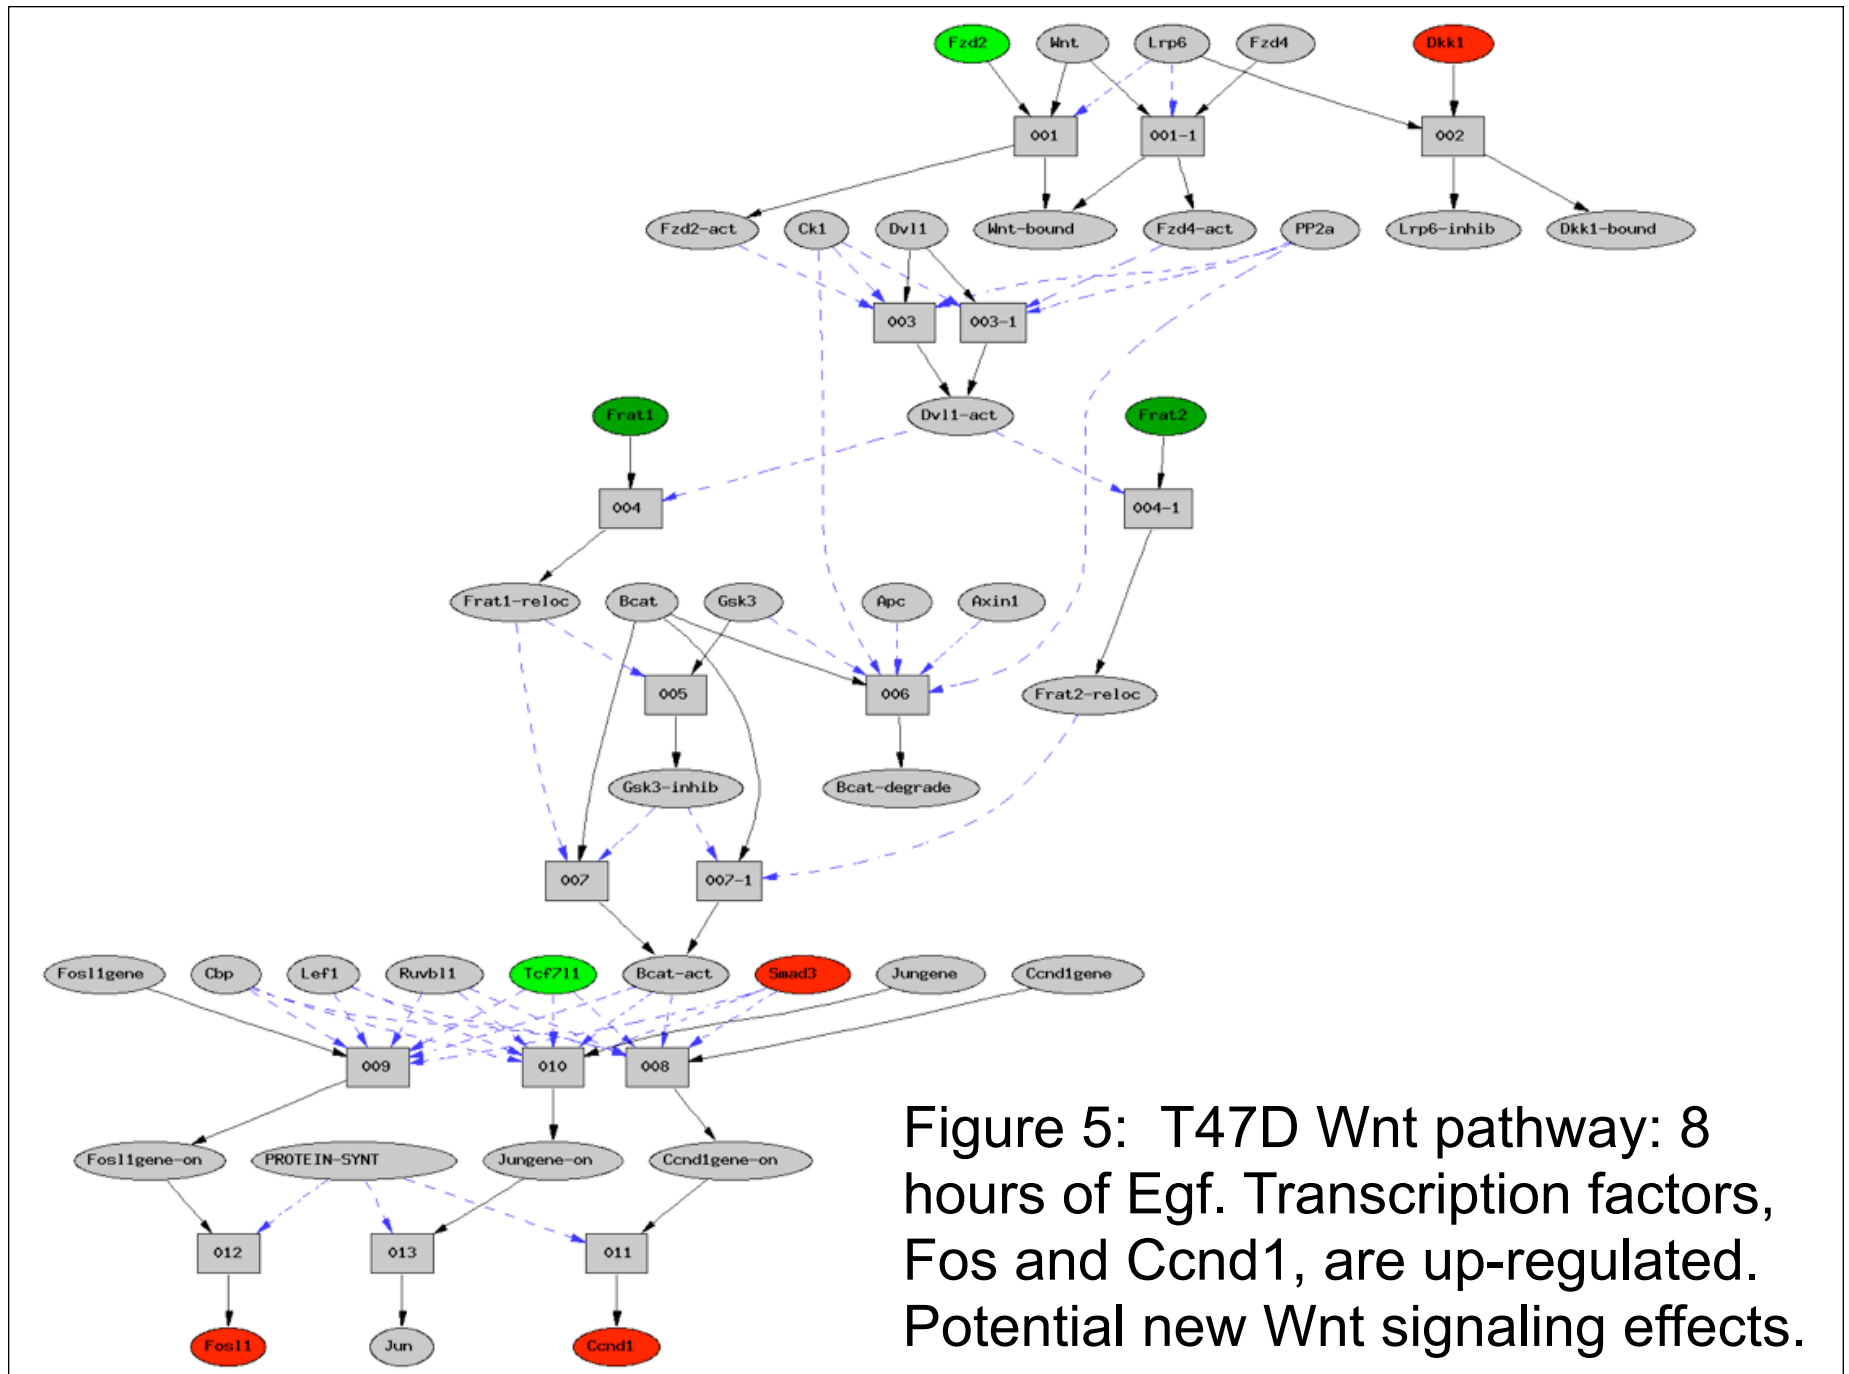 Fzd2 Wnt Lrp6 Fzd4 Dkk1
001 001-1 002
Fzd2-act Ck1 Dvl1 Wnt-bound Fzd4-act PP2a Lrp6-inhib Dkk1-bound
003 003-1
Frat1 Dvl1-act Frat2
004 004-1
Frat1-reloc Bcat Gsk3 Apc Axin1
005 006 Frat2-reloc
Gsk3-inhib Bcat-degrade
007 007-1
Fosl1gene Cbp Lef1 Ruvbl1 Tcf7l1 Bcat-act Smad3 Jungene Ccnd1gene
009 010 008
Fosl1gene-on PROTEIN-SYNT Jungene-on Ccnd1gene-on
012 013 011
Fosl1 Jun Ccnd1
Figure 5: T47D Wnt pathway: 8
hours of Egf. Transcription factors,
Fos and Ccnd1, are up-regulated.
Potential new Wnt signaling effects.